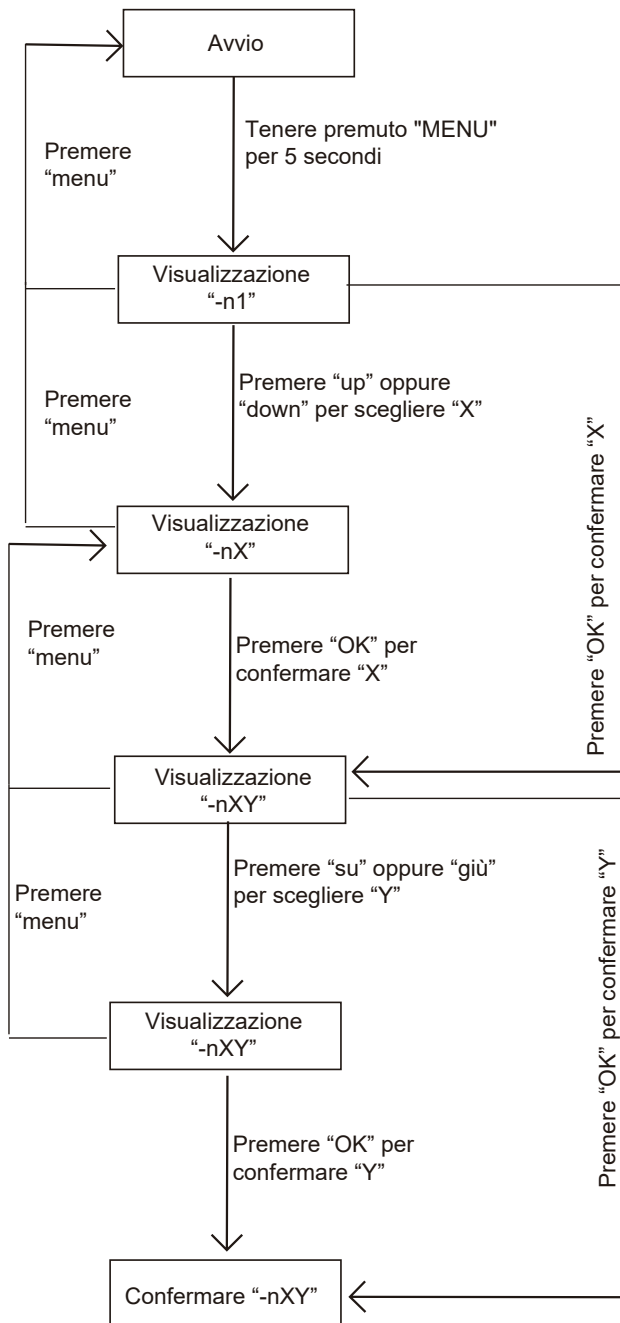 Avvio
Tenere premuto "MENU"
per 5 secondi
Premere
“menu”
Visualizzazione
“-n1”
Premere “up” oppure
“down” per scegliere “X”
Premere
“menu”
Premere “OK” per confermare “X”
Visualizzazione
“-nX”
Premere
“menu”
Premere “OK” per
confermare “X”
Visualizzazione
“-nXY”
Premere “su” oppure “giù”
per scegliere “Y”
Premere
“menu”
Premere “OK” per confermare “Y”
Visualizzazione
“-nXY”
Premere “OK” per
confermare “Y”
Confermare “-nXY”